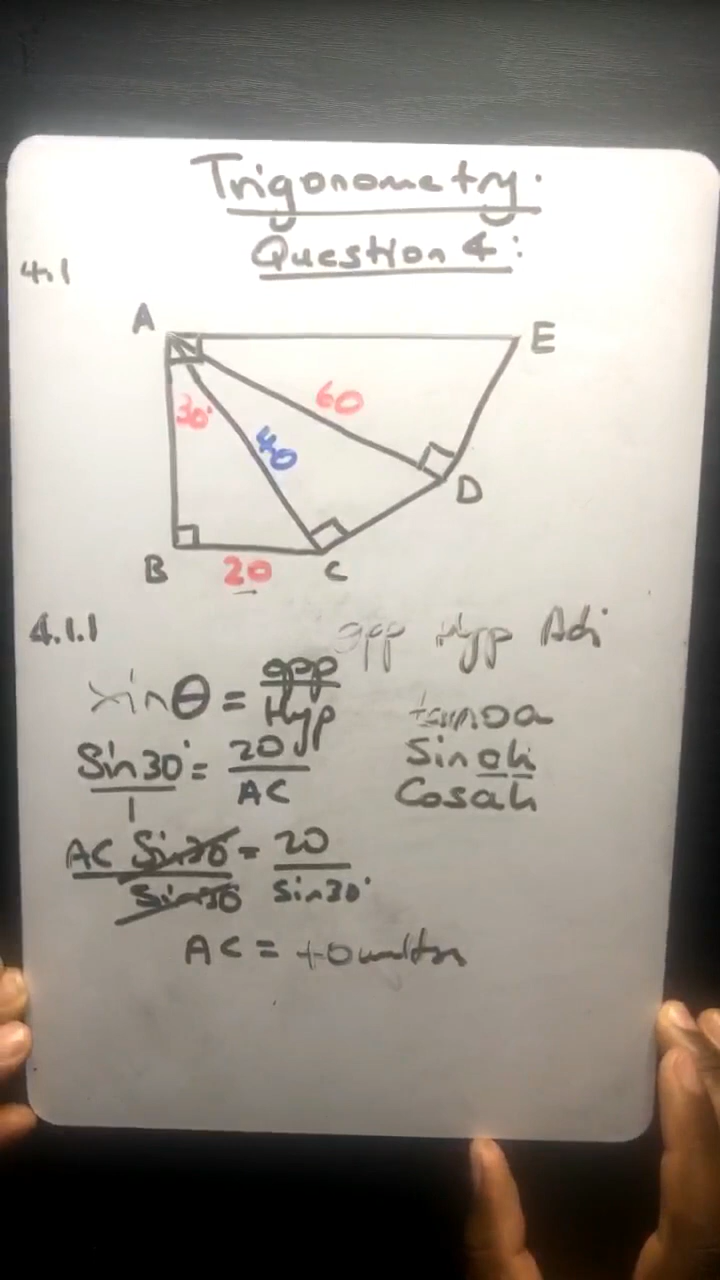 Trigonometry.
Question 4:
4.1
A
E
30°
60
40
D
B
20
C
4.1.1
opp Hyp Adj
sinθ = opp
Hyp
tanoa
Sin30° = 20
1 AC
Sinoh
Cosah
AC Sin30 = 20
Sin30 Sin30°
AC = 40 units